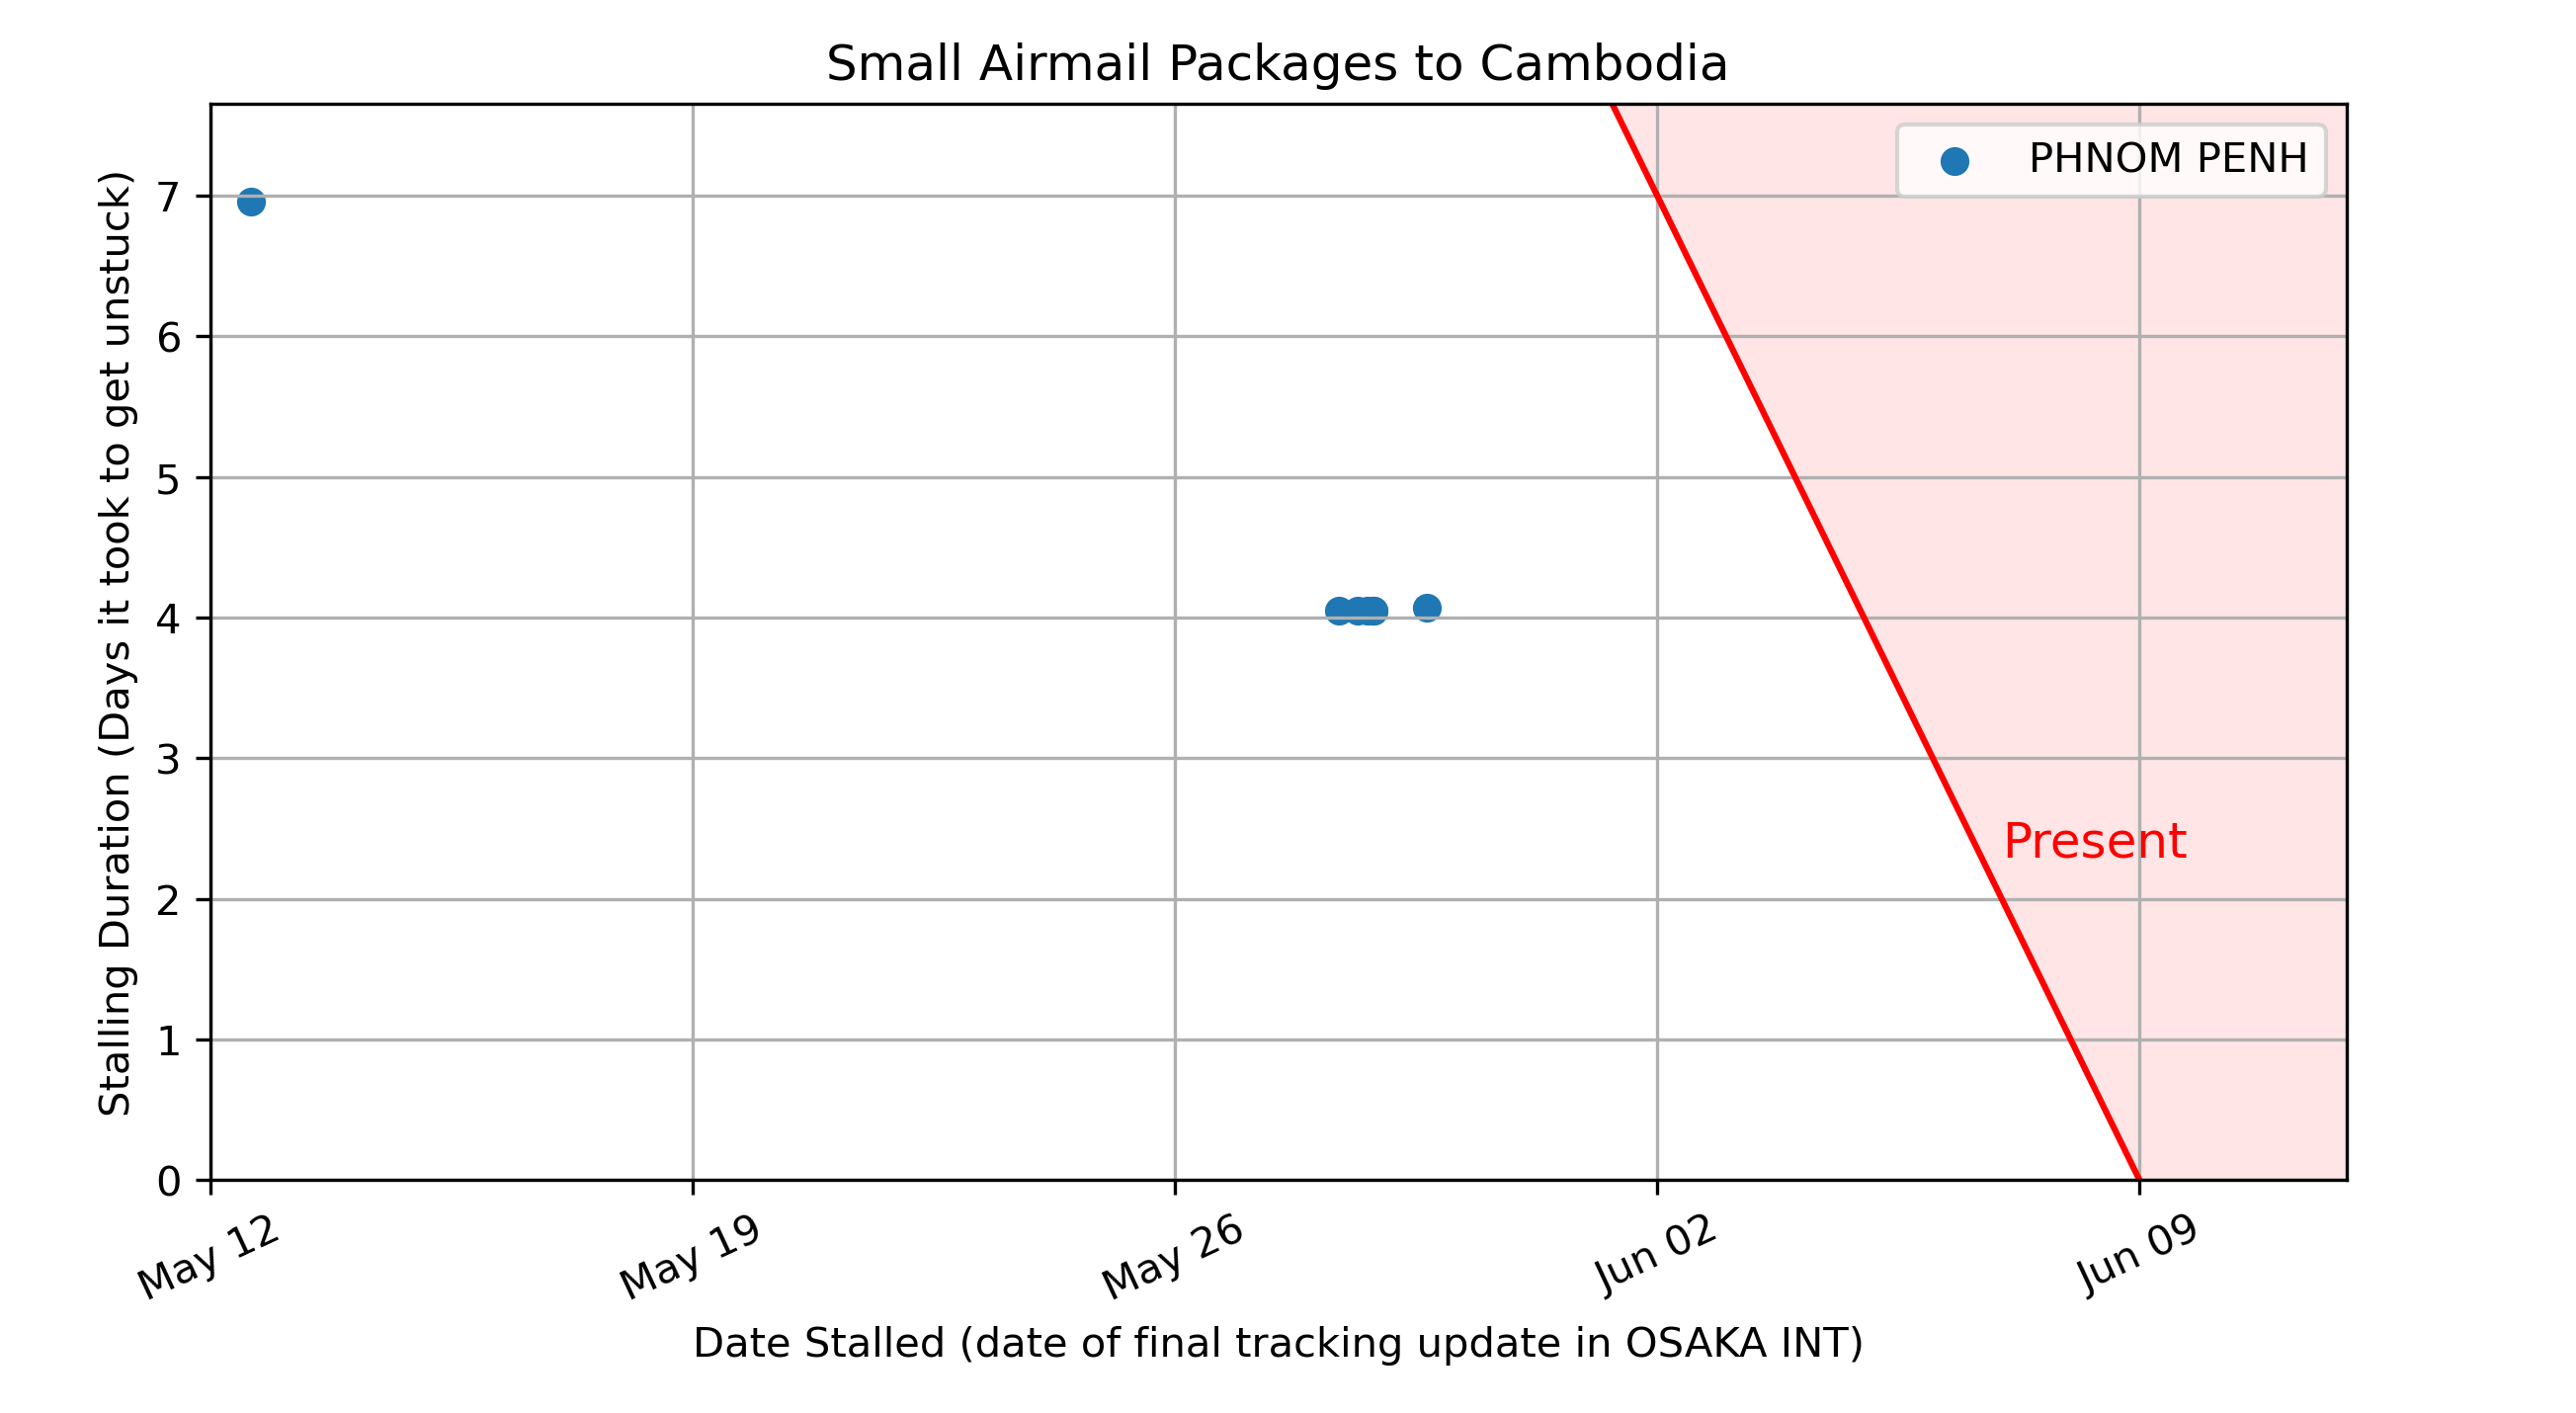 Small Airmail Packages to Cambodia
PHNOM PENH
Stalling Duration (Days it took to get unstuck)
7
6
5
4
3
2
1
0
Present
May 12
May 19
May 26
Jun 02
Jun 09
Date Stalled (date of final tracking update in OSAKA INT)